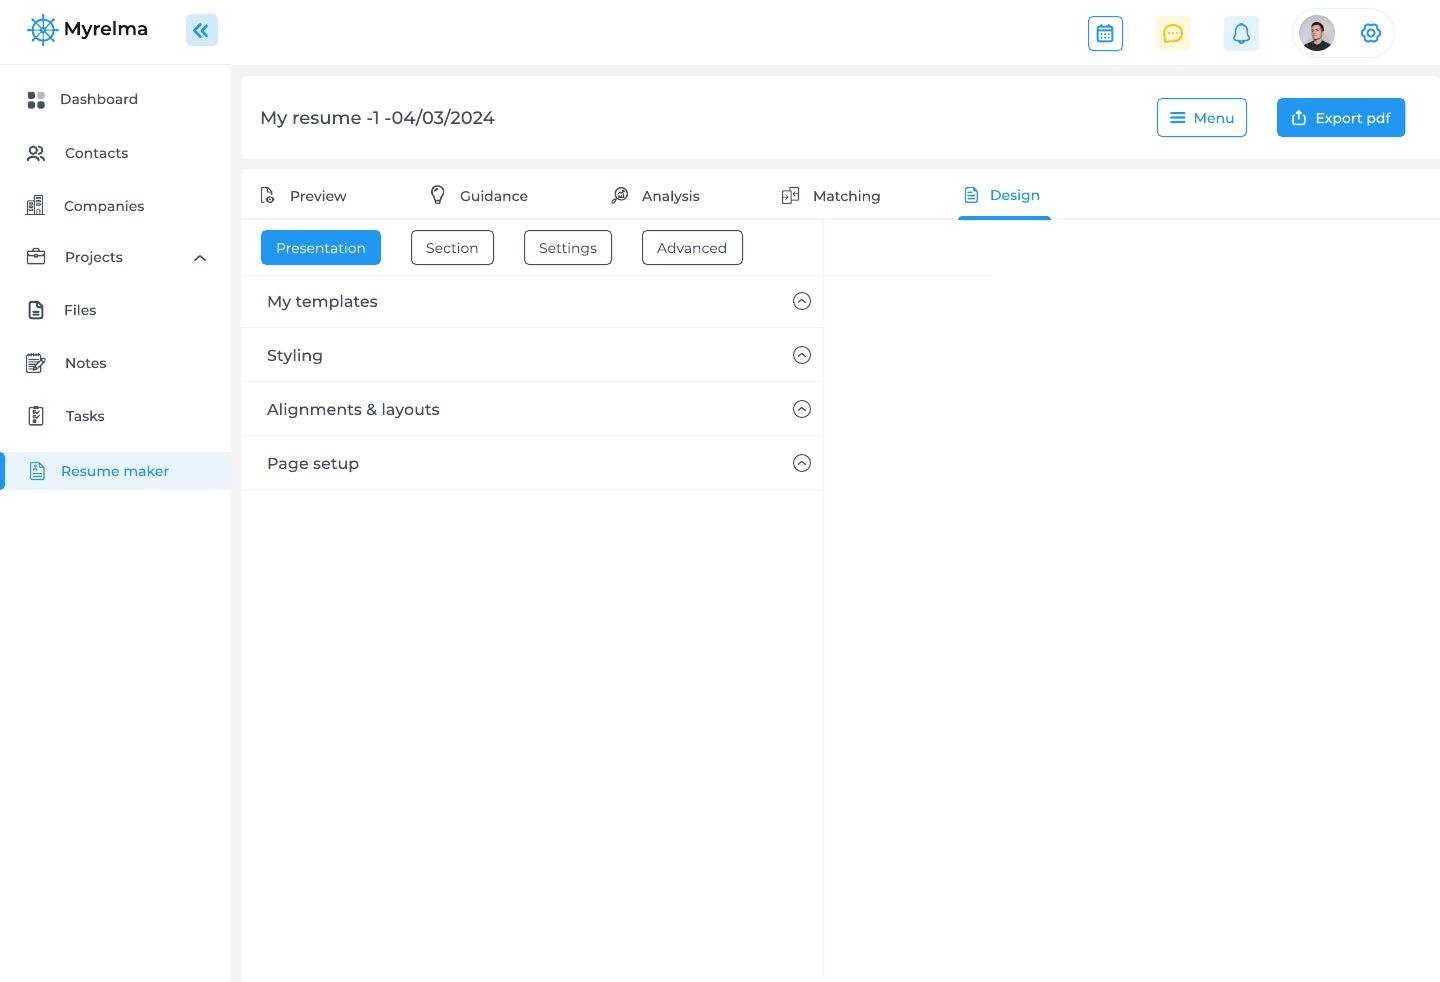 Myrelma
Dashboard
Contacts
Companies
Projects
Files
Notes
Tasks
Resume maker
My resume -1 -04/03/2024
Menu
Export pdf
Preview
Guidance
Analysis
Matching
Design
Presentation
Section
Settings
Advanced
My templates
Styling
Alignments & layouts
Page setup